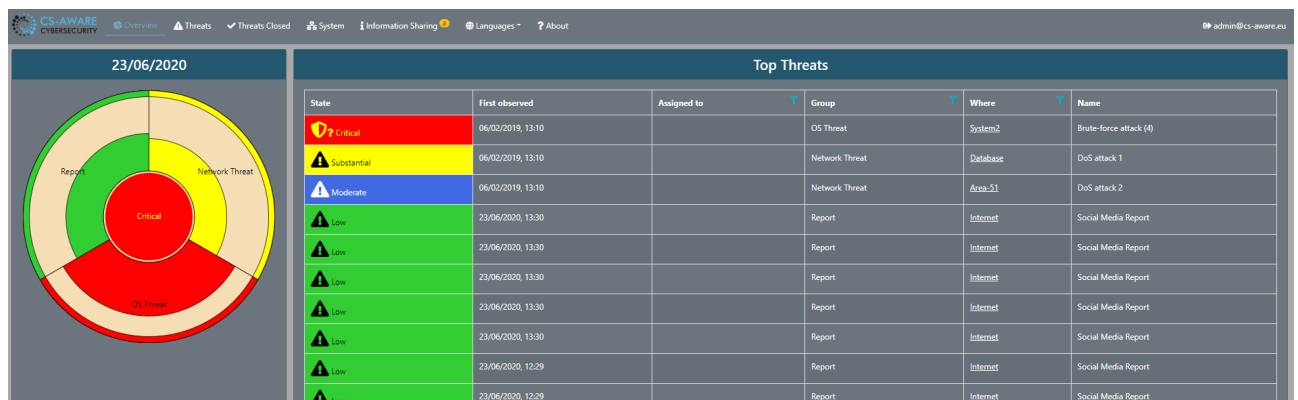 CS-AWARE
CYBERSECURITY
Overview
Threats
Threats Closed
System
Information Sharing 2
Languages
? About
admin@cs-aware.eu
23/06/2020
Report
Network Threat
Critical
OS Threat
Top Threats
State First observed Assigned to Group Where Name
Critical 06/02/2019, 13:10 OS Threat System2 Brute-force attack (4)
Substantial 06/02/2019, 13:10 Network Threat Database DoS attack 1
Moderate 06/02/2019, 13:10 Network Threat Area-51 DoS attack 2
Low 23/06/2020, 13:30 Report Internet Social Media Report
Low 23/06/2020, 13:30 Report Internet Social Media Report
Low 23/06/2020, 13:30 Report Internet Social Media Report
Low 23/06/2020, 13:30 Report Internet Social Media Report
Low 23/06/2020, 13:30 Report Internet Social Media Report
Low 23/06/2020, 12:29 Report Internet Social Media Report
23/06/2020, 12:29 Report Internet Social Media Report